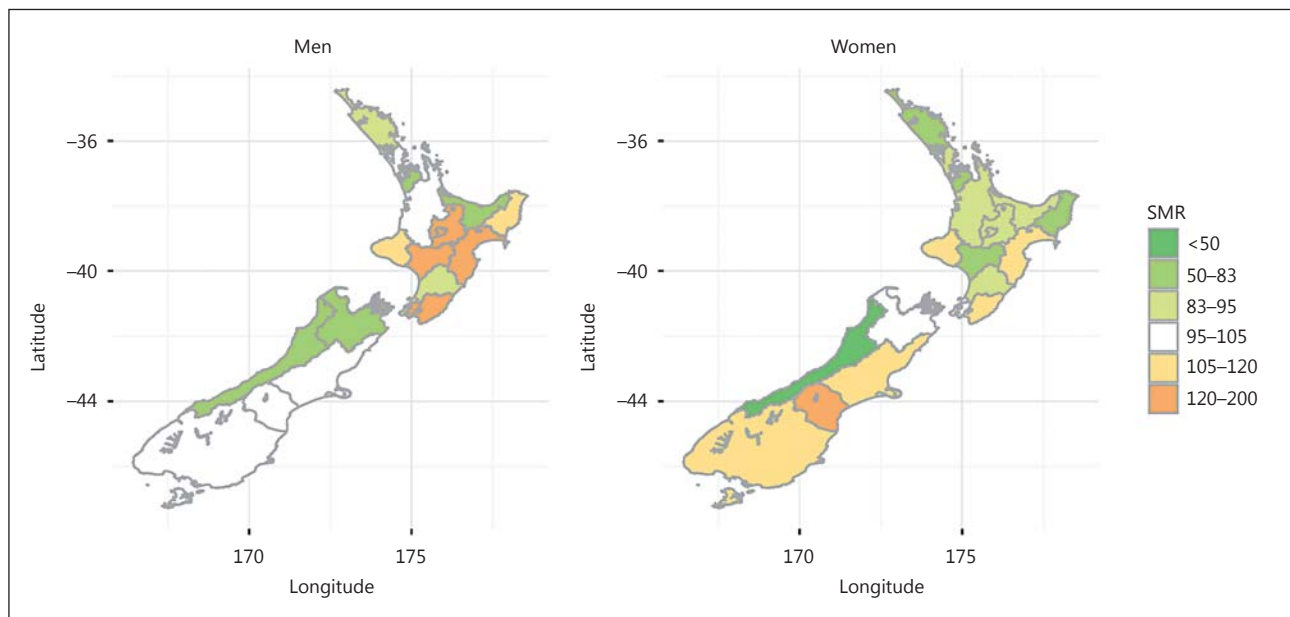 Men
Women
–36
–40
–44
Latitude
170
175
Longitude
–36
–40
–44
Latitude
170
175
Longitude
SMR
<50
50–83
83–95
95–105
105–120
120–200